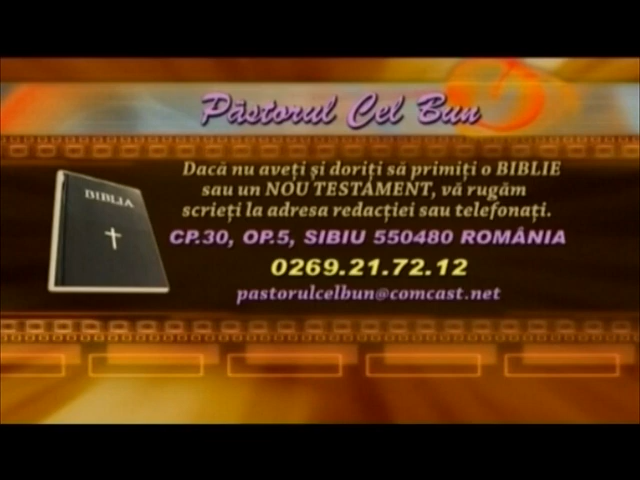 Păstorul Cel Bun
Dacă nu aveți și doriți să primiți o BIBLIE
sau un NOU TESTAMENT, vă rugăm
scrieți la adresa redacției sau telefonați.
BIBLIA
CP.30, OP.5, SIBIU 550480 ROMÂNIA
0269.21.72.12
pastorulcelbun@comcast.net